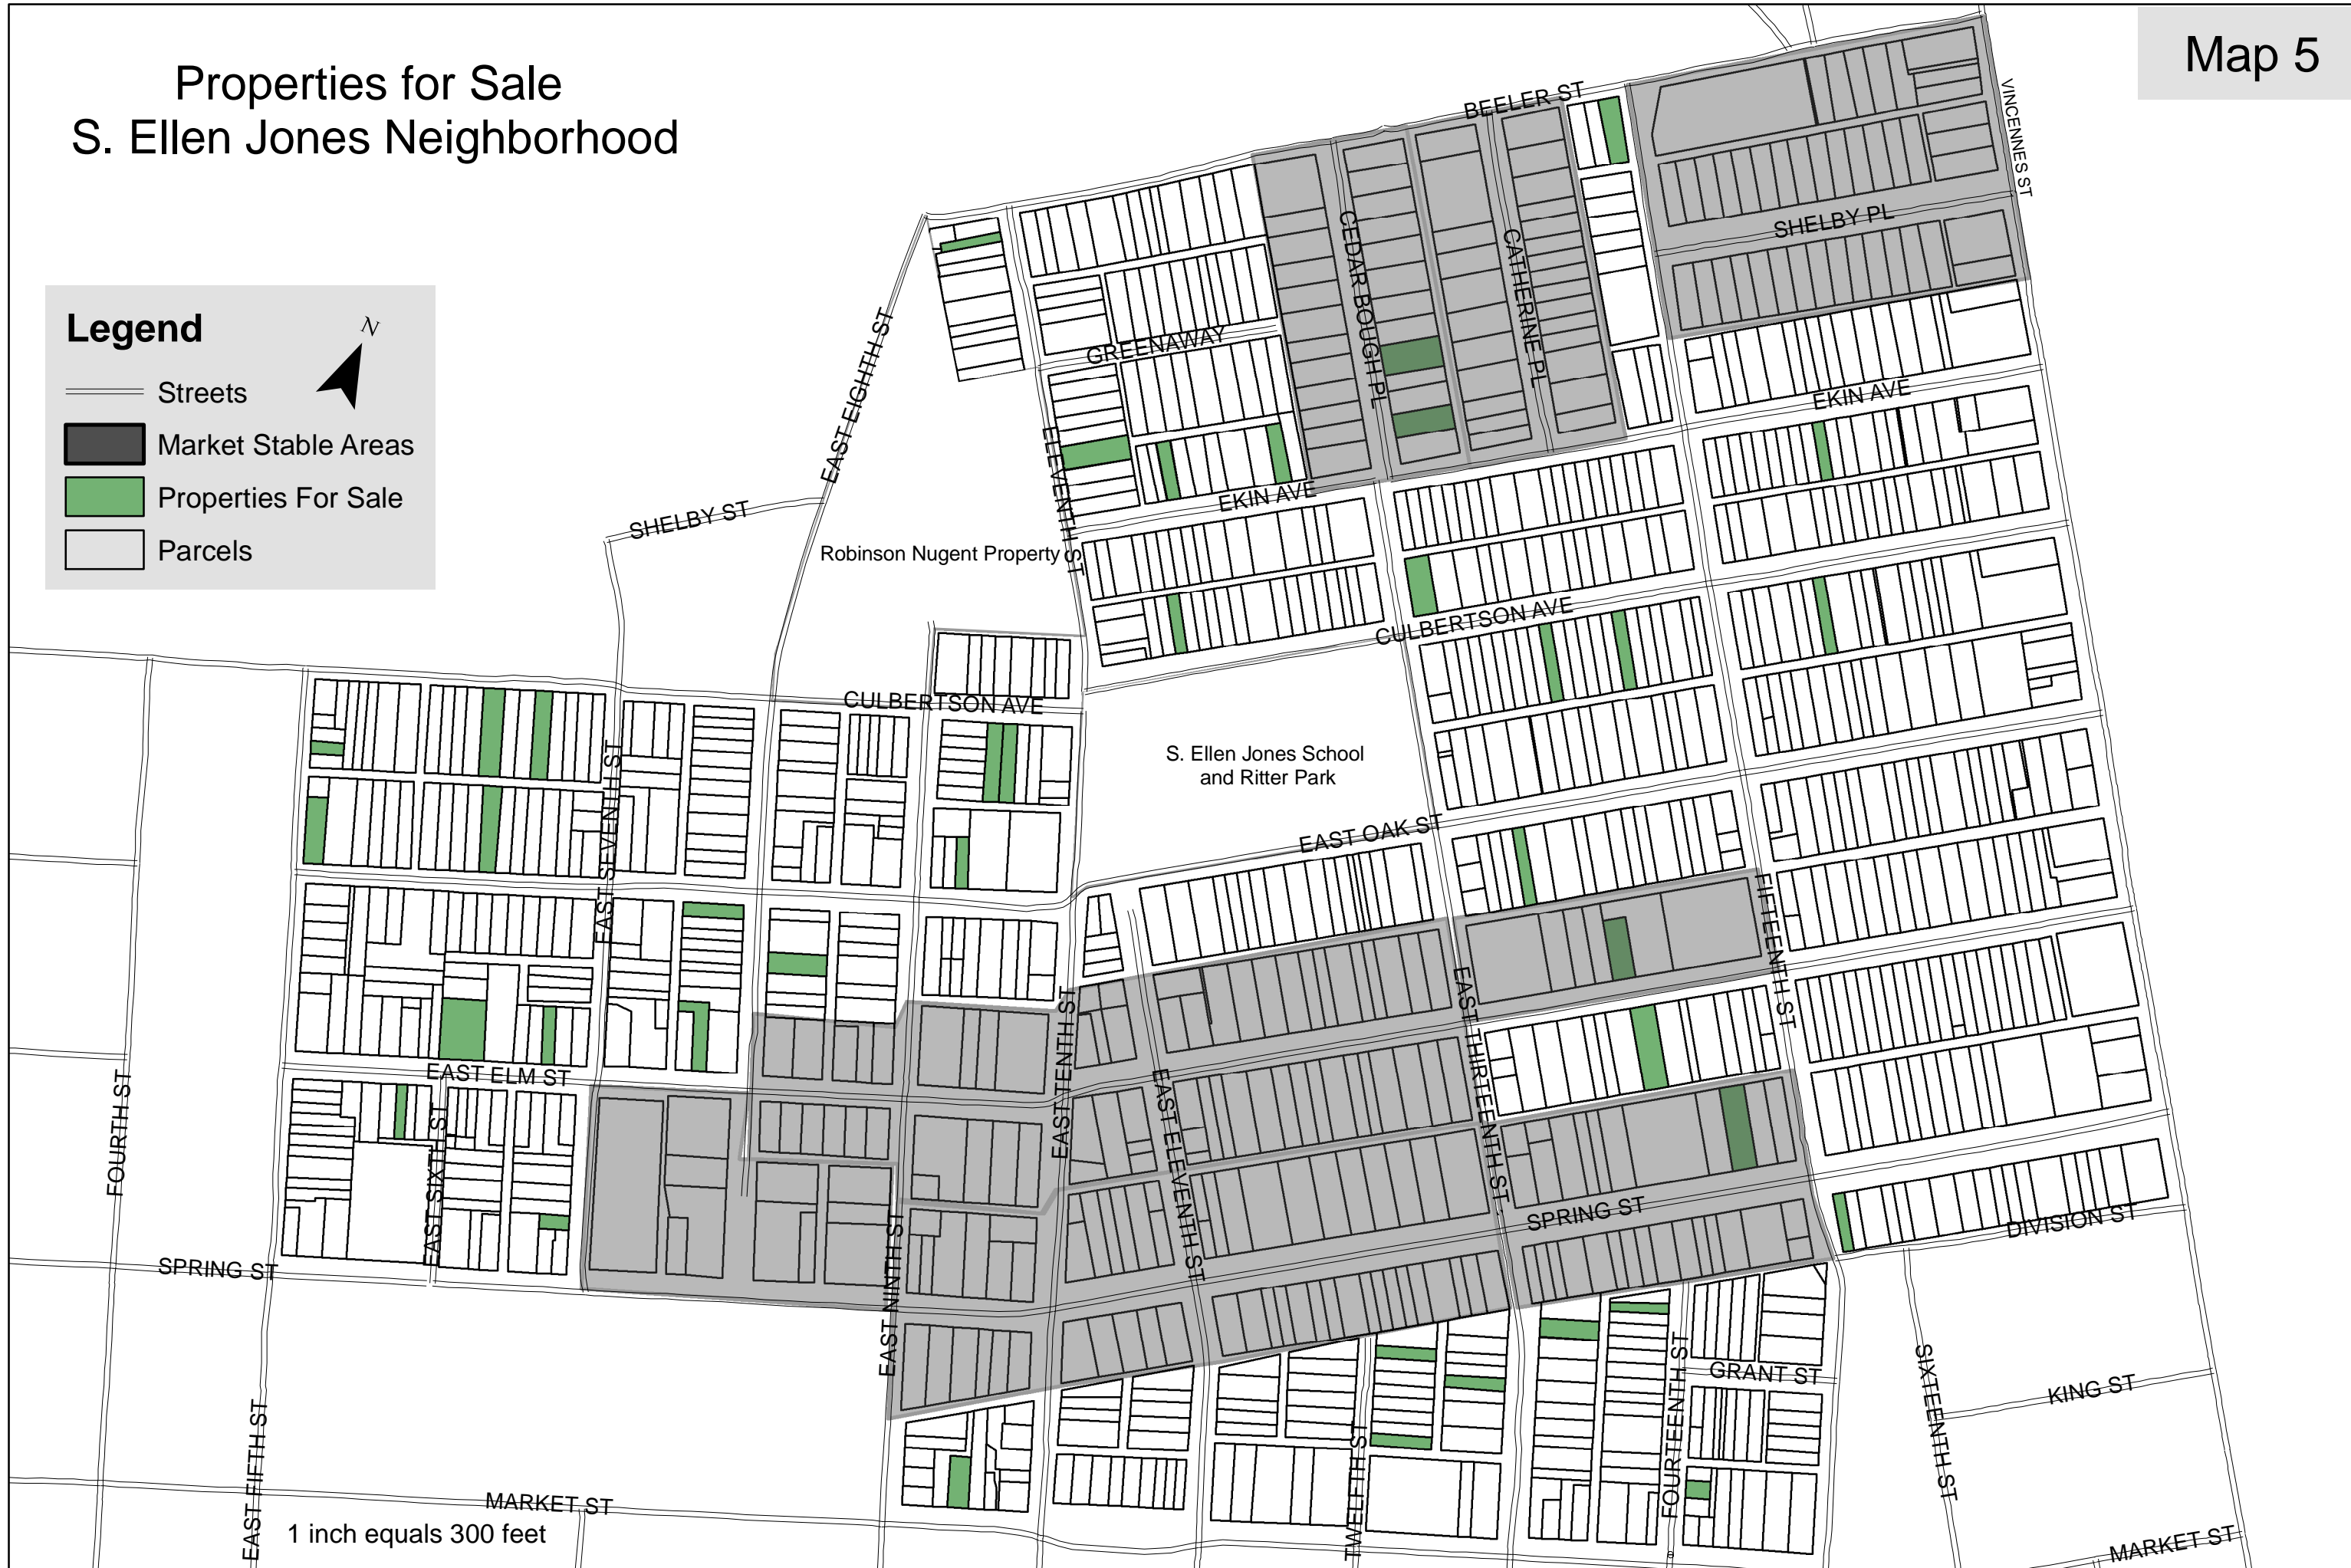 Map 5
Properties for Sale
S. Ellen Jones Neighborhood
Legend
N
Streets
Market Stable Areas
Properties For Sale
Parcels
BEELER ST
VINCENNES ST
SHELBY PL
CEDAR BOUGH PL
CATHERINE PL
GREENAWAY
EAST EIGHTH ST
EKIN AVE
ELEVENTH ST
EKIN AVE
SHELBY ST
Robinson Nugent Property
CULBERTSON AVE
CULBERTSON AVE
S. Ellen Jones School
and Ritter Park
EAST SEVENTH ST
EAST OAK ST
FIFTEENTH ST
EAST TENTH ST
EAST THIRTEENTH ST
EAST ELEVENTH ST
EAST ELM ST
FOURTH ST
EAST SIXTH ST
SPRING ST
DIVISION ST
SPRING ST
EAST NINTH ST
GRANT ST
FOURTEENTH ST
SIXTEENTH ST
KING ST
EAST FIFTH ST
TWELFTH ST
MARKET ST
1 inch equals 300 feet
MARKET ST